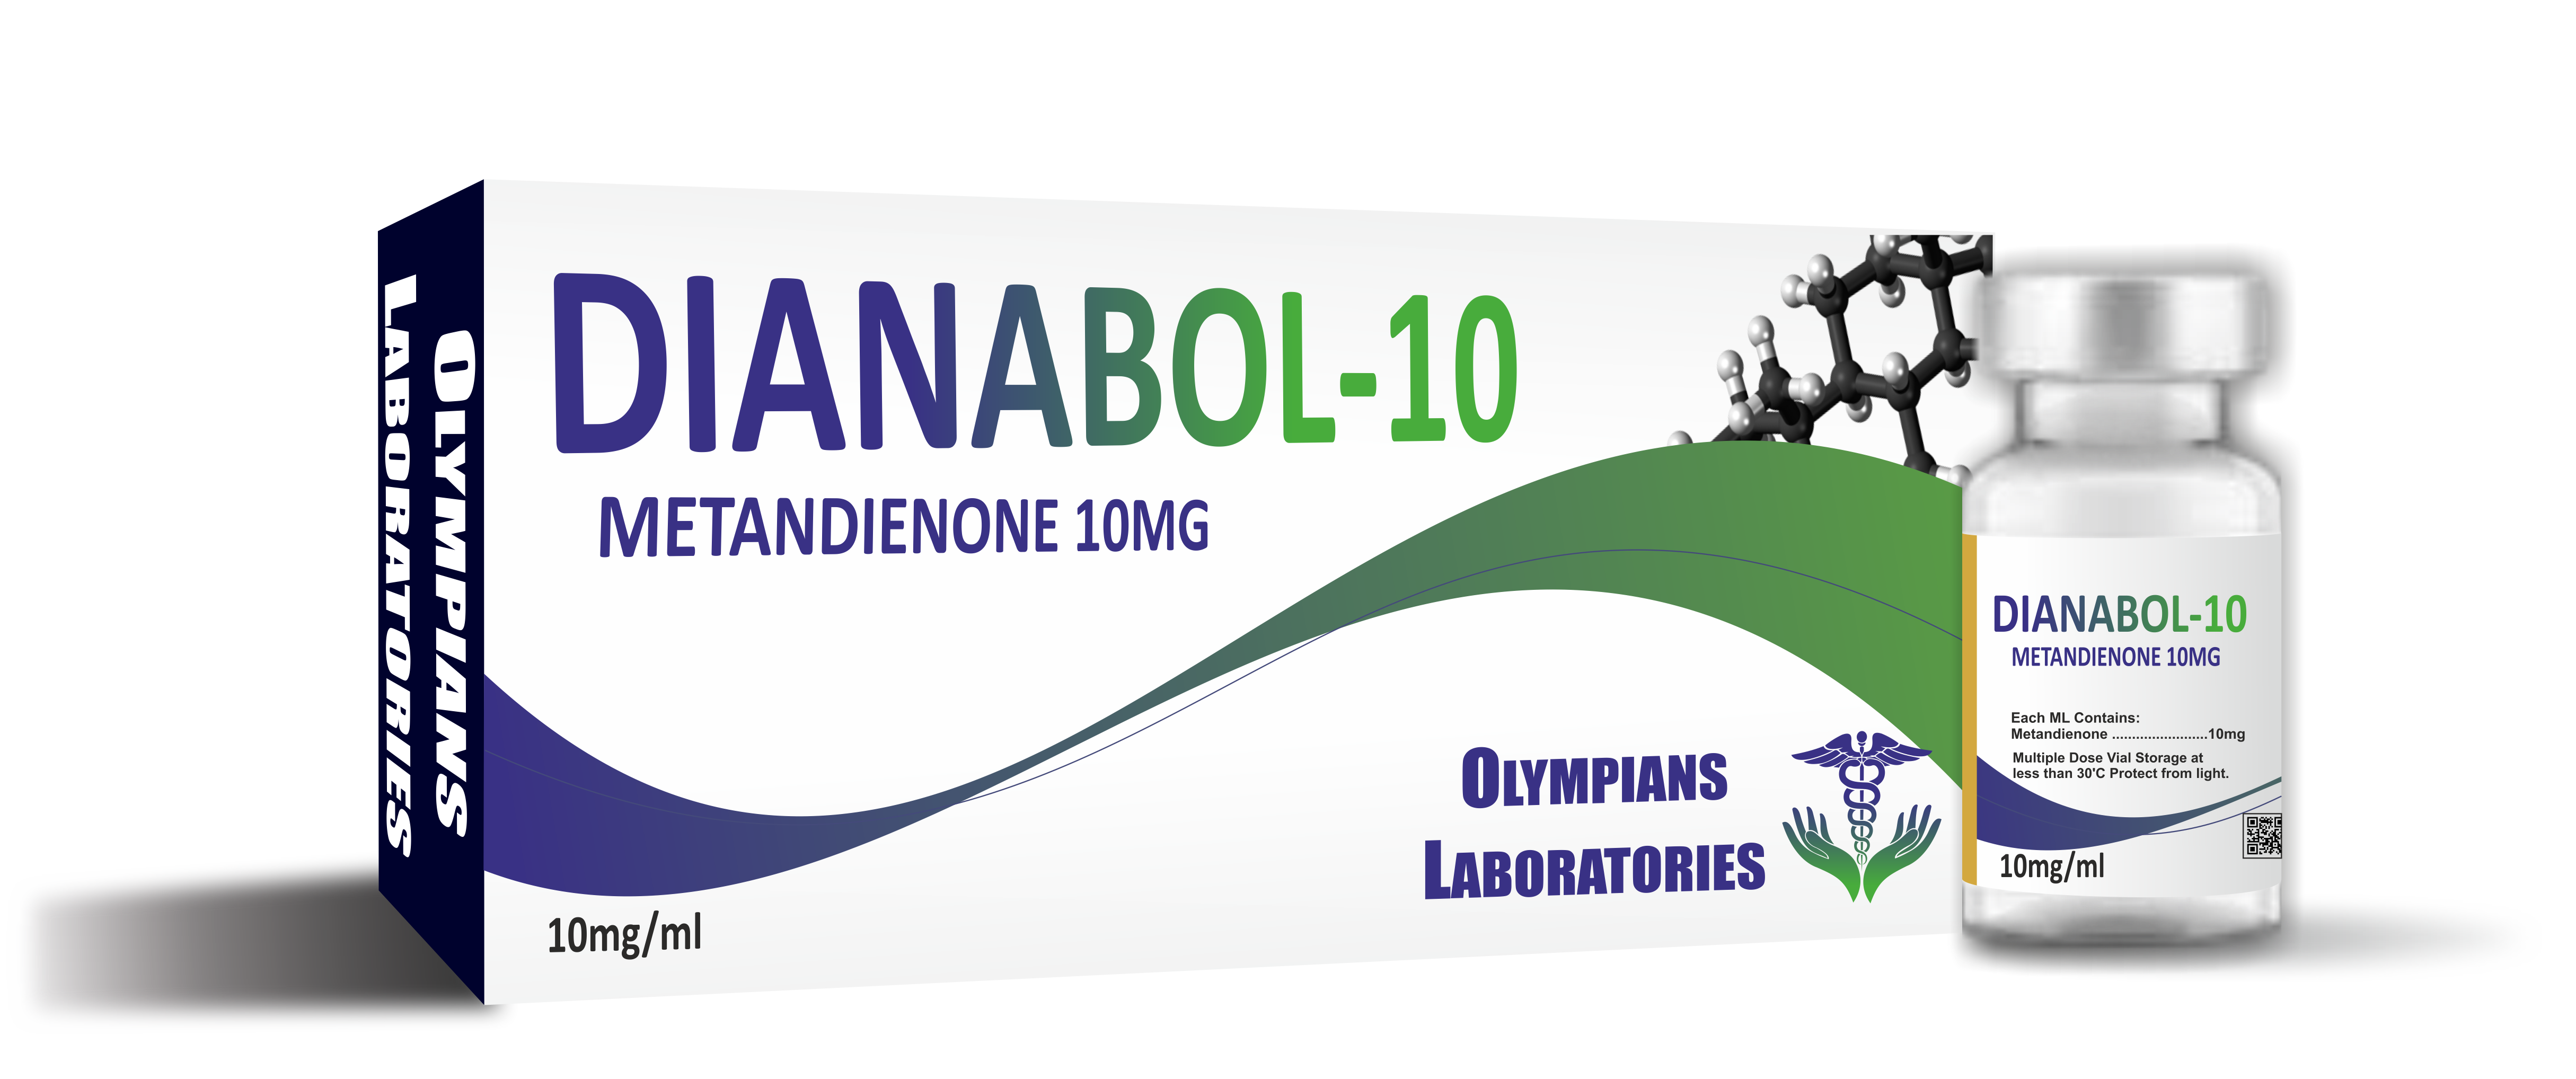 OLYMPIANS
LABORATORIES
DIANABOL-10
METANDIENONE 10MG
OLYMPIANS
LABORATORIES
10mg/ml
DIANABOL-10
METANDIENONE 10MG
Each ML Contains:
Metandienone .......................10mg
Multiple Dose Vial Storage at
less than 30'C Protect from light.
10mg/ml